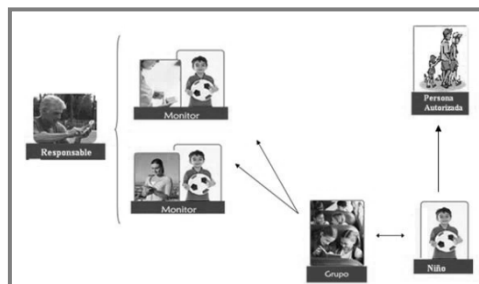 Responsable
Monitor
Monitor
Grupo
Persona
Autorizada
Niño